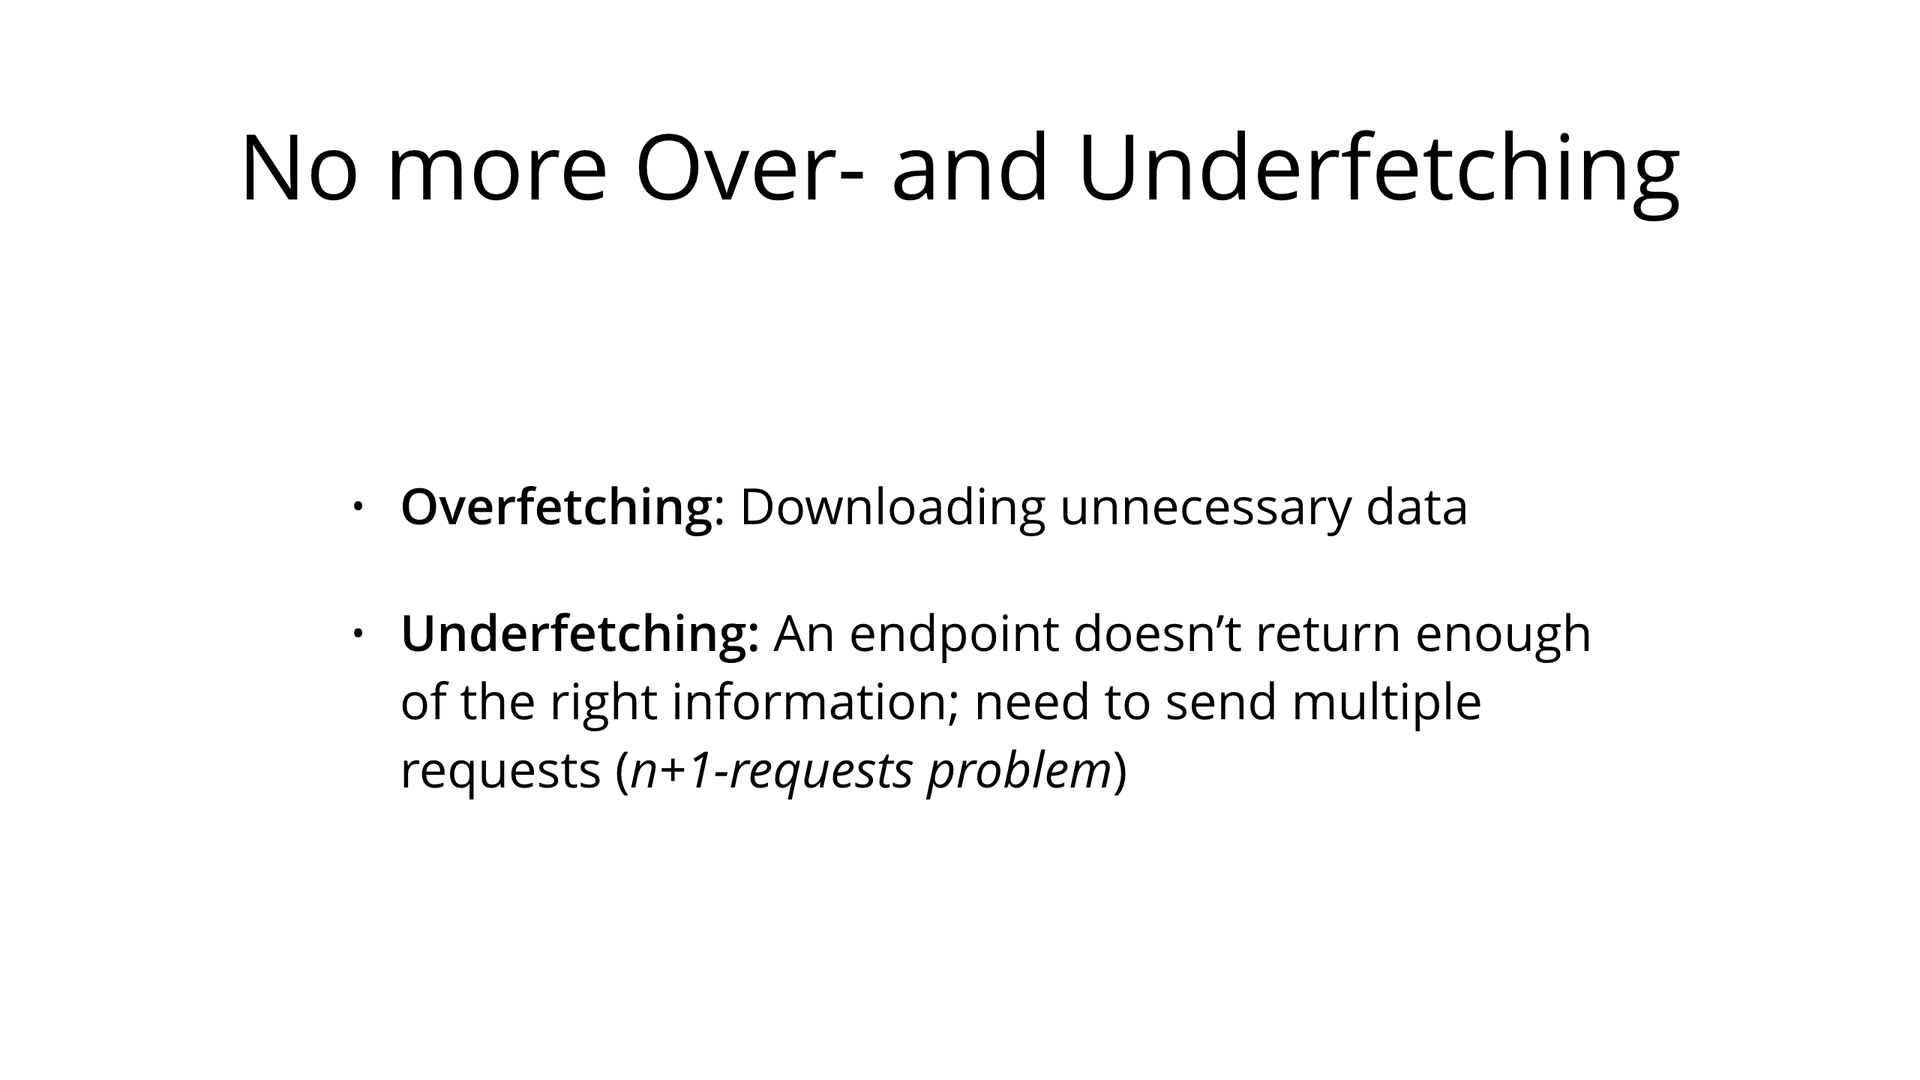 No more Over- and Underfetching
• Overfetching: Downloading unnecessary data
• Underfetching: An endpoint doesn’t return enough
of the right information; need to send multiple
requests (n+1-requests problem)